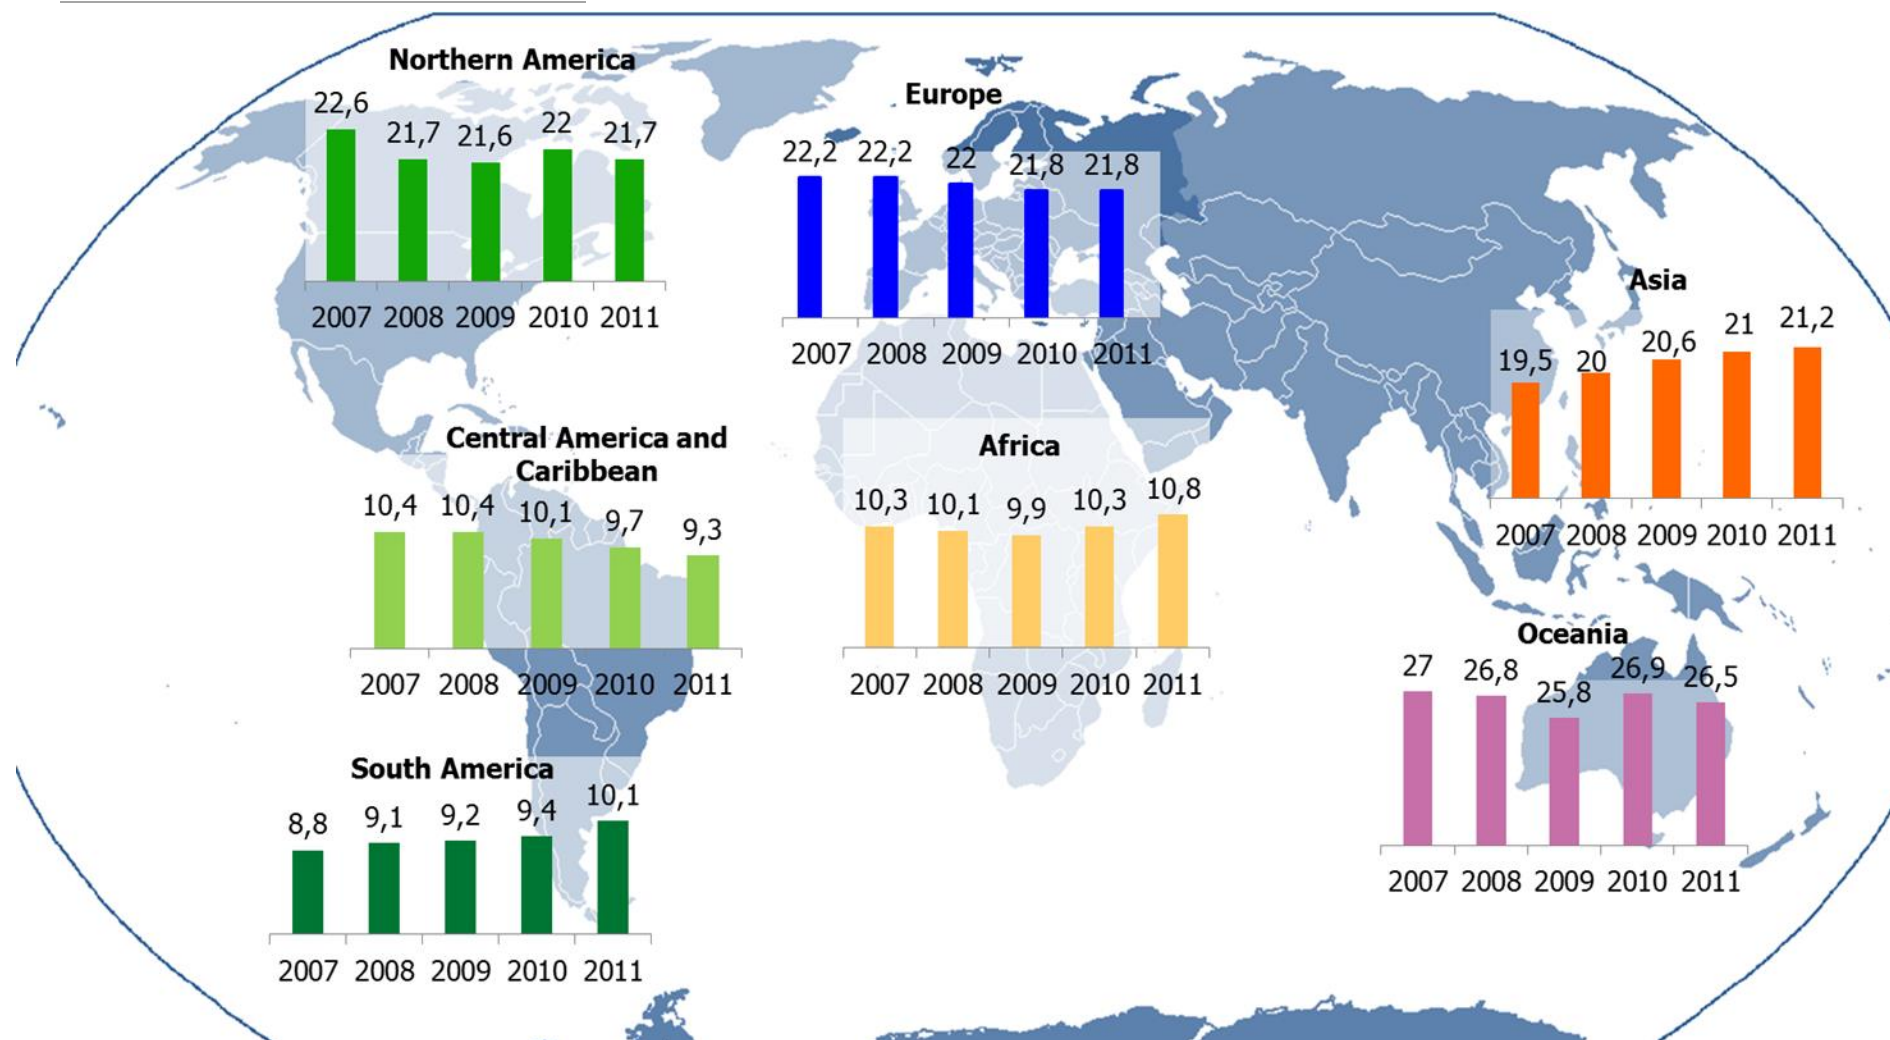 Northern America
22,6
21,7
21,6
22
21,7
2007 2008 2009 2010 2011
Europe
22,2
22,2
22
21,8
21,8
2007 2008 2009 2010 2011
Asia
19,5
20
20,6
21
21,2
2007 2008 2009 2010 2011
Central America and
Caribbean
10,4
10,4
10,1
9,7
9,3
2007 2008 2009 2010 2011
Africa
10,3
10,1
9,9
10,3
10,8
2007 2008 2009 2010 2011
Oceania
27
26,8
25,8
26,9
26,5
2007 2008 2009 2010 2011
South America
8,8
9,1
9,2
9,4
10,1
2007 2008 2009 2010 2011